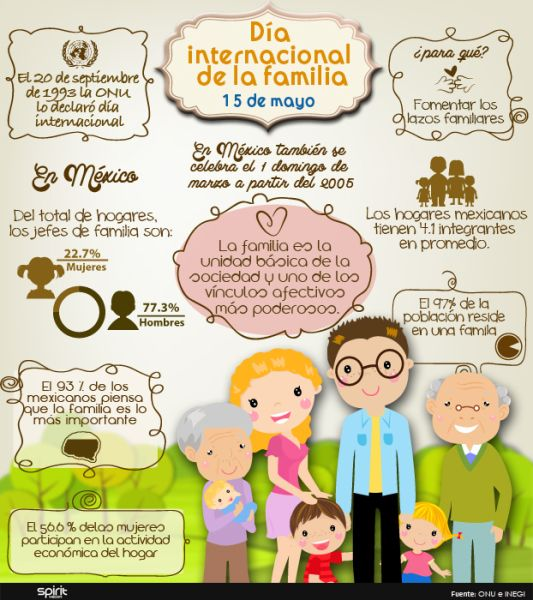 Día
internacional
de la familia
15 de mayo
El 20 de septiembre
de 1993 la ONU
lo declaró día
internacional
¿para qué?
Fomentar los
lazos familiares
En México también se
celebra el 1 domingo de
marzo a partir del 2005
En México
Del total de hogares,
los jefes de familia son:
22.7%
Mujeres
77.3%
Hombres
La familia es la
unidad básica de la
sociedad y uno de los
vínculos afectivos
más poderosos.
Los hogares mexicanos
tienen 4.1 integrantes
en promedio.
El 97% de la
población reside
en una famila
El 93 % de los
mexicanos piensa
que la familia es lo
más importante
El 56.6 % delas mujeres
participan en la actividad
económica del hogar
spirit
Fuente: ONU e INEGI